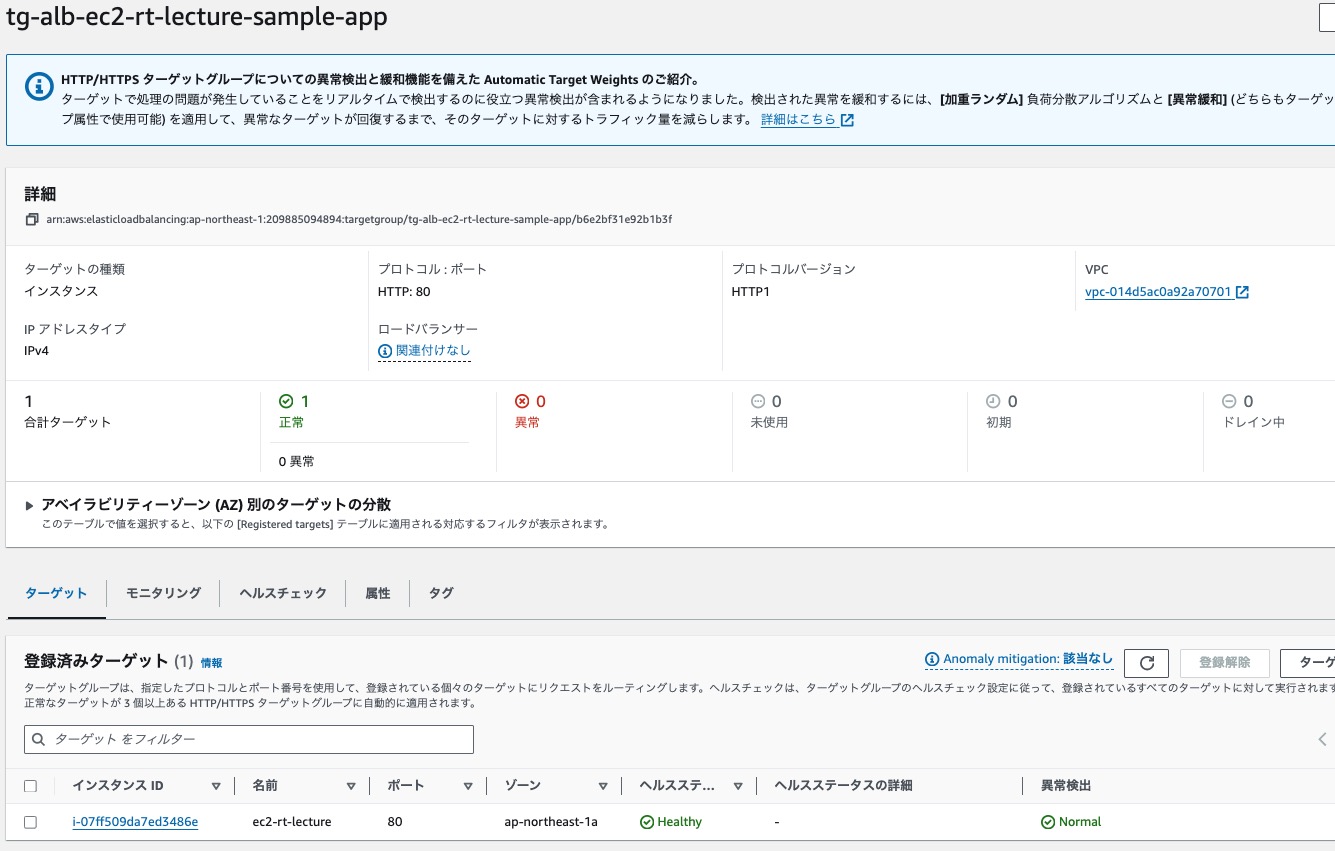 tg-alb-ec2-rt-lecture-sample-app
HTTP/HTTPS ターゲットグループについての異常検出と緩和機能を備えた Automatic Target Weights のご紹介。
ターゲットで処理の問題が発生していることをリアルタイムで検出するのに役立つ異常検出が含まれるようになりました。検出された異常を緩和するには、[加重ランダム] 負荷分散アルゴリズムと [異常緩和] (どちらもターゲッ
プ属性で使用可能) を適用して、異常なターゲットが回復するまで、そのターゲットに対するトラフィック量を減らします。 詳細はこちら
詳細
arn:aws:elasticloadbalancing:ap-northeast-1:209885094894:targetgroup/tg-alb-ec2-rt-lecture-sample-app/b6e2bf31e92b1b3f
ターゲットの種類
インスタンス
プロトコル : ポート
HTTP: 80
プロトコルバージョン
HTTP1
VPC
vpc-014d5ac0a92a70701
IP アドレスタイプ
IPv4
ロードバランサー
関連付けなし
1
合計ターゲット
1
正常
0 異常
0
異常
0
未使用
0
初期
0
ドレイン中
アベイラビリティーゾーン (AZ) 別のターゲットの分散
このテーブルで値を選択すると、以下の [Registered targets] テーブルに適用される対応するフィルタが表示されます。
ターゲット
モニタリング
ヘルスチェック
属性
タグ
登録済みターゲット (1) 情報
Anomaly mitigation: 該当なし
登録解除
ターゲ
ターゲットグループは、指定したプロトコルとポート番号を使用して、登録されている個々のターゲットにリクエストをルーティングします。ヘルスチェックは、ターゲットグループのヘルスチェック設定に従って、登録されているすべてのターゲットに対して実行されます
正常なターゲットが 3 個以上ある HTTP/HTTPS ターゲットグループに自動的に適用されます。
ターゲット をフィルター
インスタンス ID 名前 ポート ゾーン ヘルスステ... ヘルスステータスの詳細 異常検出
i-07ff509da7ed3486e ec2-rt-lecture 80 ap-northeast-1a Healthy - Normal